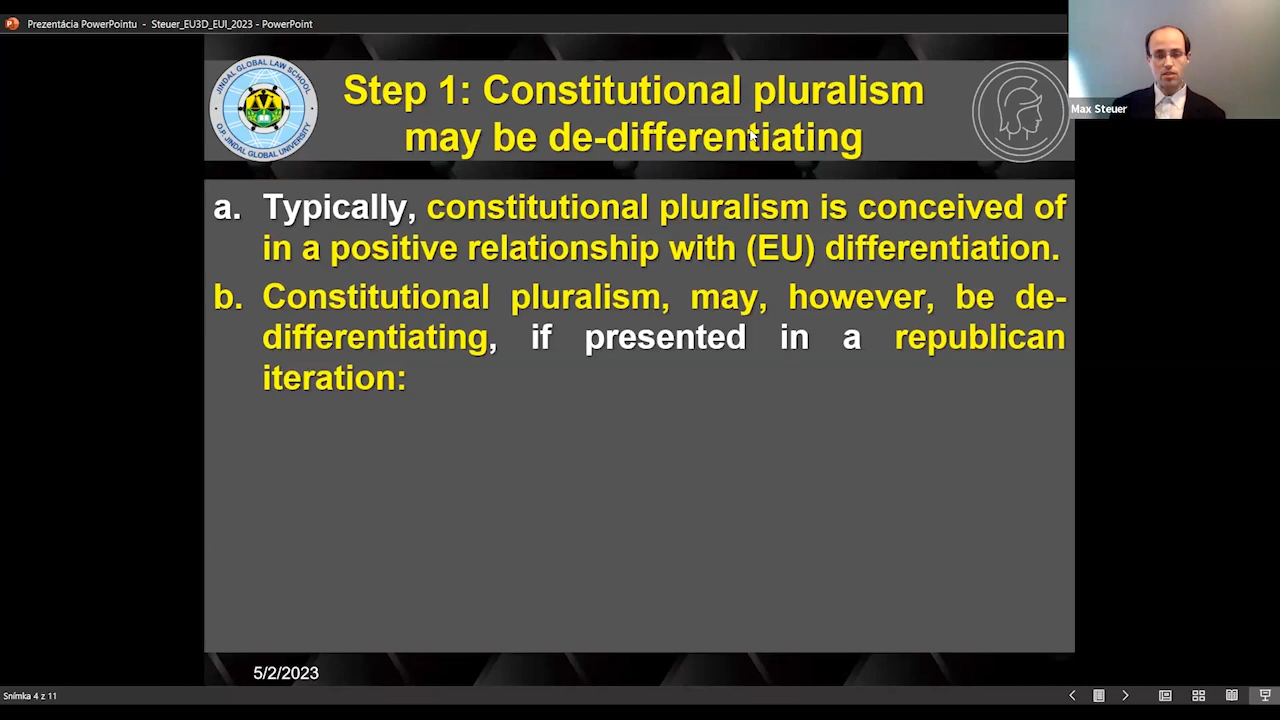 Prezentácia PowerPointu - Steuer_EU3D_EUI_2023 - PowerPoint
JINDAL GLOBAL LAW SCHOOL
O.P. JINDAL GLOBAL UNIVERSITY
Step 1: Constitutional pluralism
may be de-differentiating
Max Steuer
a. Typically, constitutional pluralism is conceived of
in a positive relationship with (EU) differentiation.
b. Constitutional pluralism, may, however, be de-
differentiating, if presented in a republican
iteration:
5/2/2023
Snímka 4 z 11